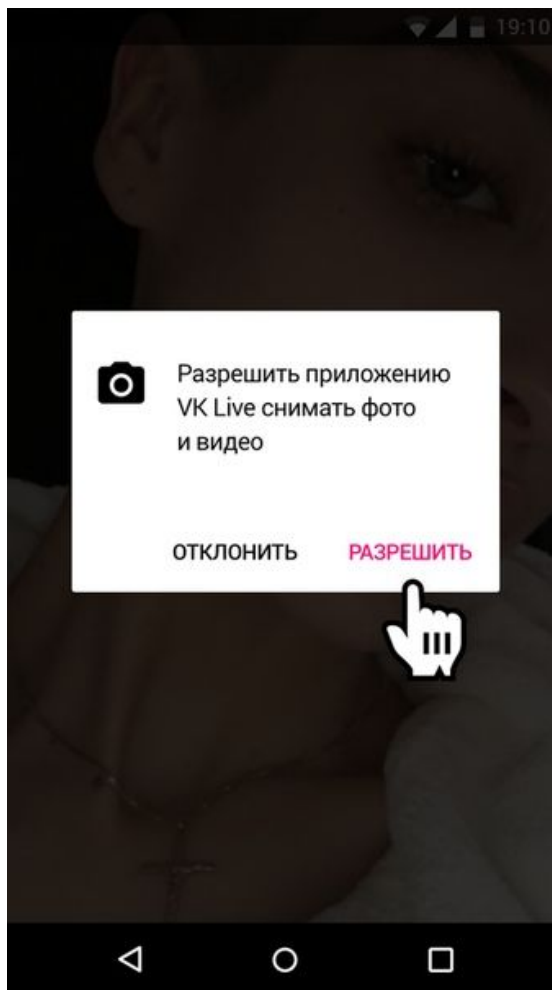 19:10
Разрешить приложению
VK Live снимать фото
и видео
ОТКЛОНИТЬ РАЗРЕШИТЬ